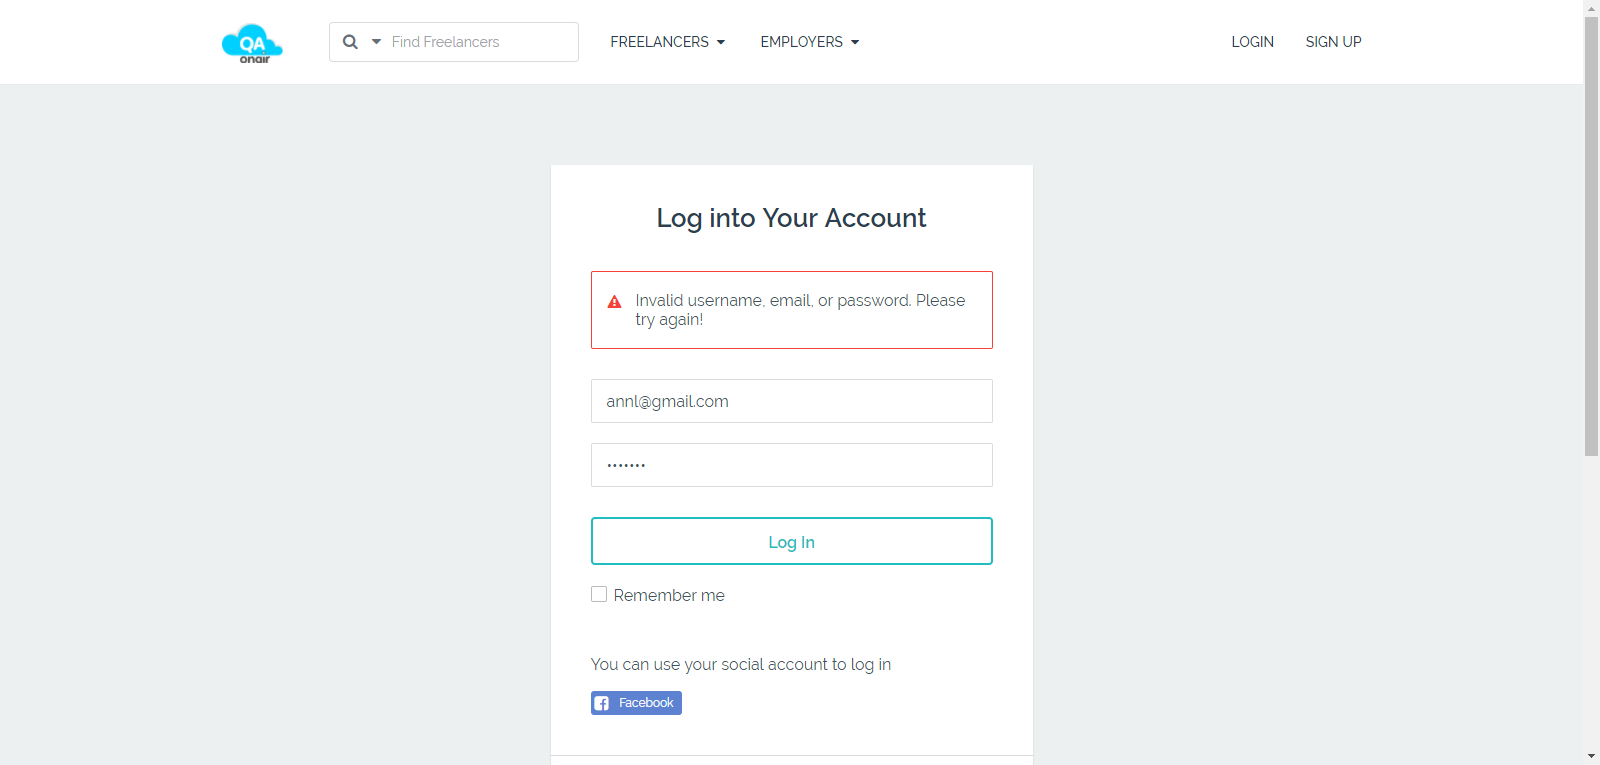 QA
onair
Find Freelancers
FREELANCERS
EMPLOYERS
LOGIN
SIGN UP
Log into Your Account
Invalid username, email, or password. Please
try again!
annl@gmail.com
•••••••
Log In
Remember me
You can use your social account to log in
Facebook